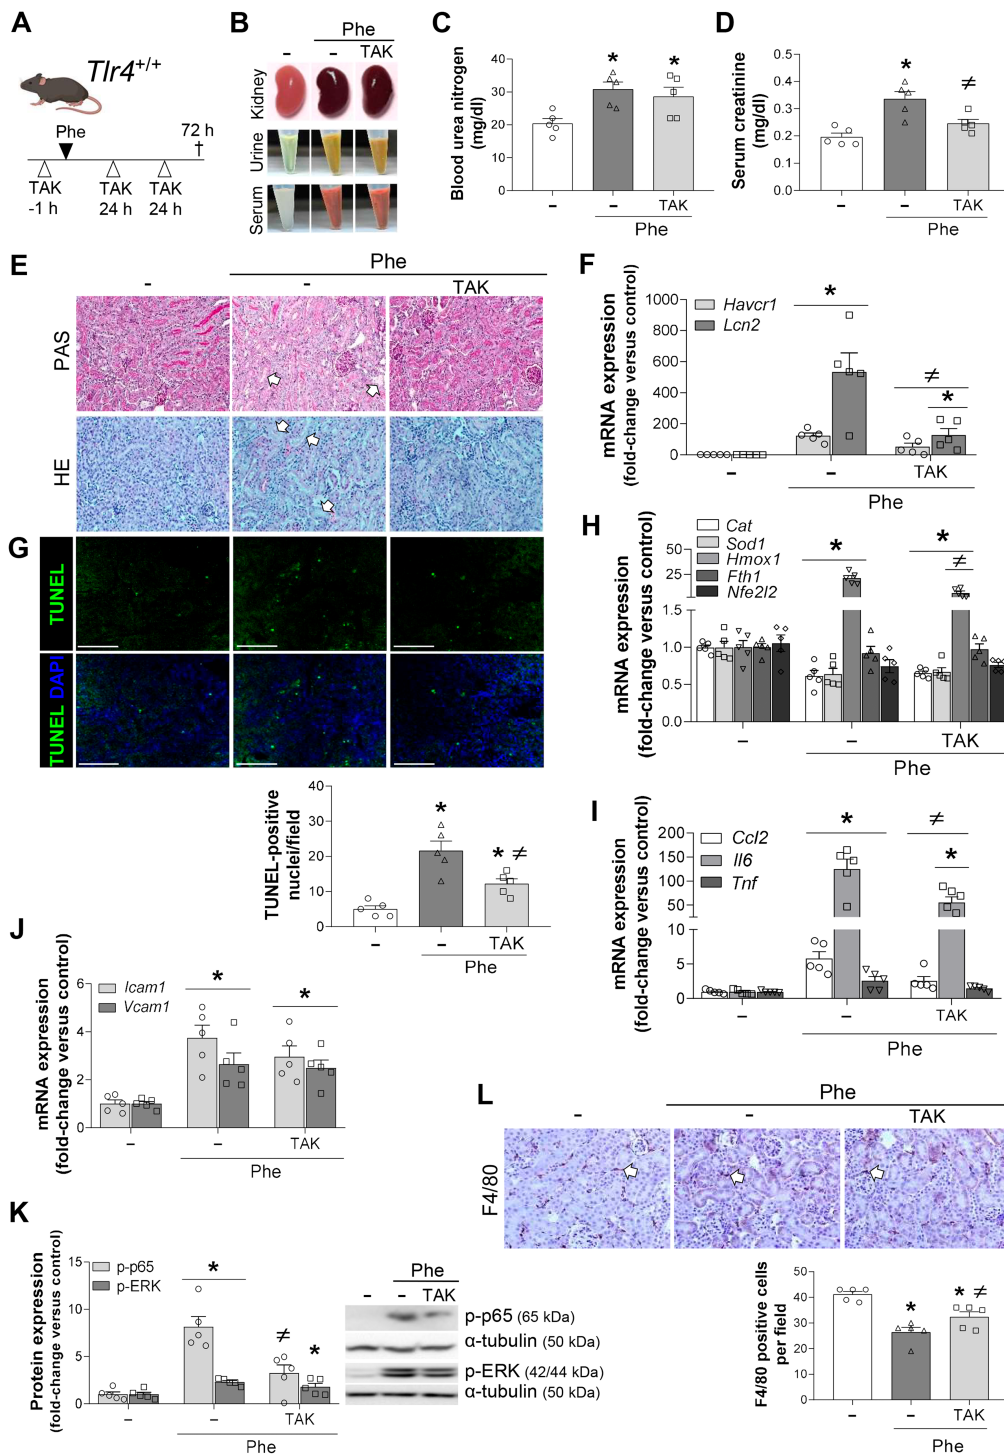 A
Tlr4+/+
Phe
72 h
†
TAK
-1 h
TAK
24 h
TAK
24 h
B
Phe
–
–
TAK
Kidney
Urine
Serum
C
Blood urea nitrogen
(mg/dl)
40
30
20
10
0
*
*
–
–
TAK
Phe
D
Serum creatinine
(mg/dl)
0.5
0.4
0.3
0.2
0.1
0.0
*
≠
–
–
TAK
Phe
E
Phe
–
–
TAK
PAS
HE
F
mRNA expression
(fold-change versus control)
1000
800
600
400
200
0
Havcr1
Lcn2
*
≠
*
–
–
TAK
Phe
G
TUNEL
TUNEL DAPI
TUNEL-positive
nuclei/field
40
30
20
10
0
*
* ≠
–
–
TAK
Phe
H
mRNA expression
(fold-change versus control)
Cat
Sod1
Hmox1
Fth1
Nfe2l2
50
25
1.5
1.0
0.5
0.0
*
*
≠
–
–
TAK
Phe
I
mRNA expression
(fold-change versus control)
200
150
100
50
10
5
0
Ccl2
Il6
Tnf
*
≠
*
–
–
TAK
Phe
J
mRNA expression
(fold-change versus control)
6
4
2
0
Icam1
Vcam1
*
*
–
–
TAK
Phe
K
Protein expression
(fold-change versus control)
15
10
5
0
p-p65
p-ERK
*
≠
*
–
–
TAK
Phe
Phe
–
–
TAK
p-p65 (65 kDa)
α-tubulin (50 kDa)
p-ERK (42/44 kDa)
α-tubulin (50 kDa)
L
Phe
–
–
TAK
F4/80
F4/80 positive cells
per field
50
40
30
20
10
0
*
* ≠
–
–
TAK
Phe